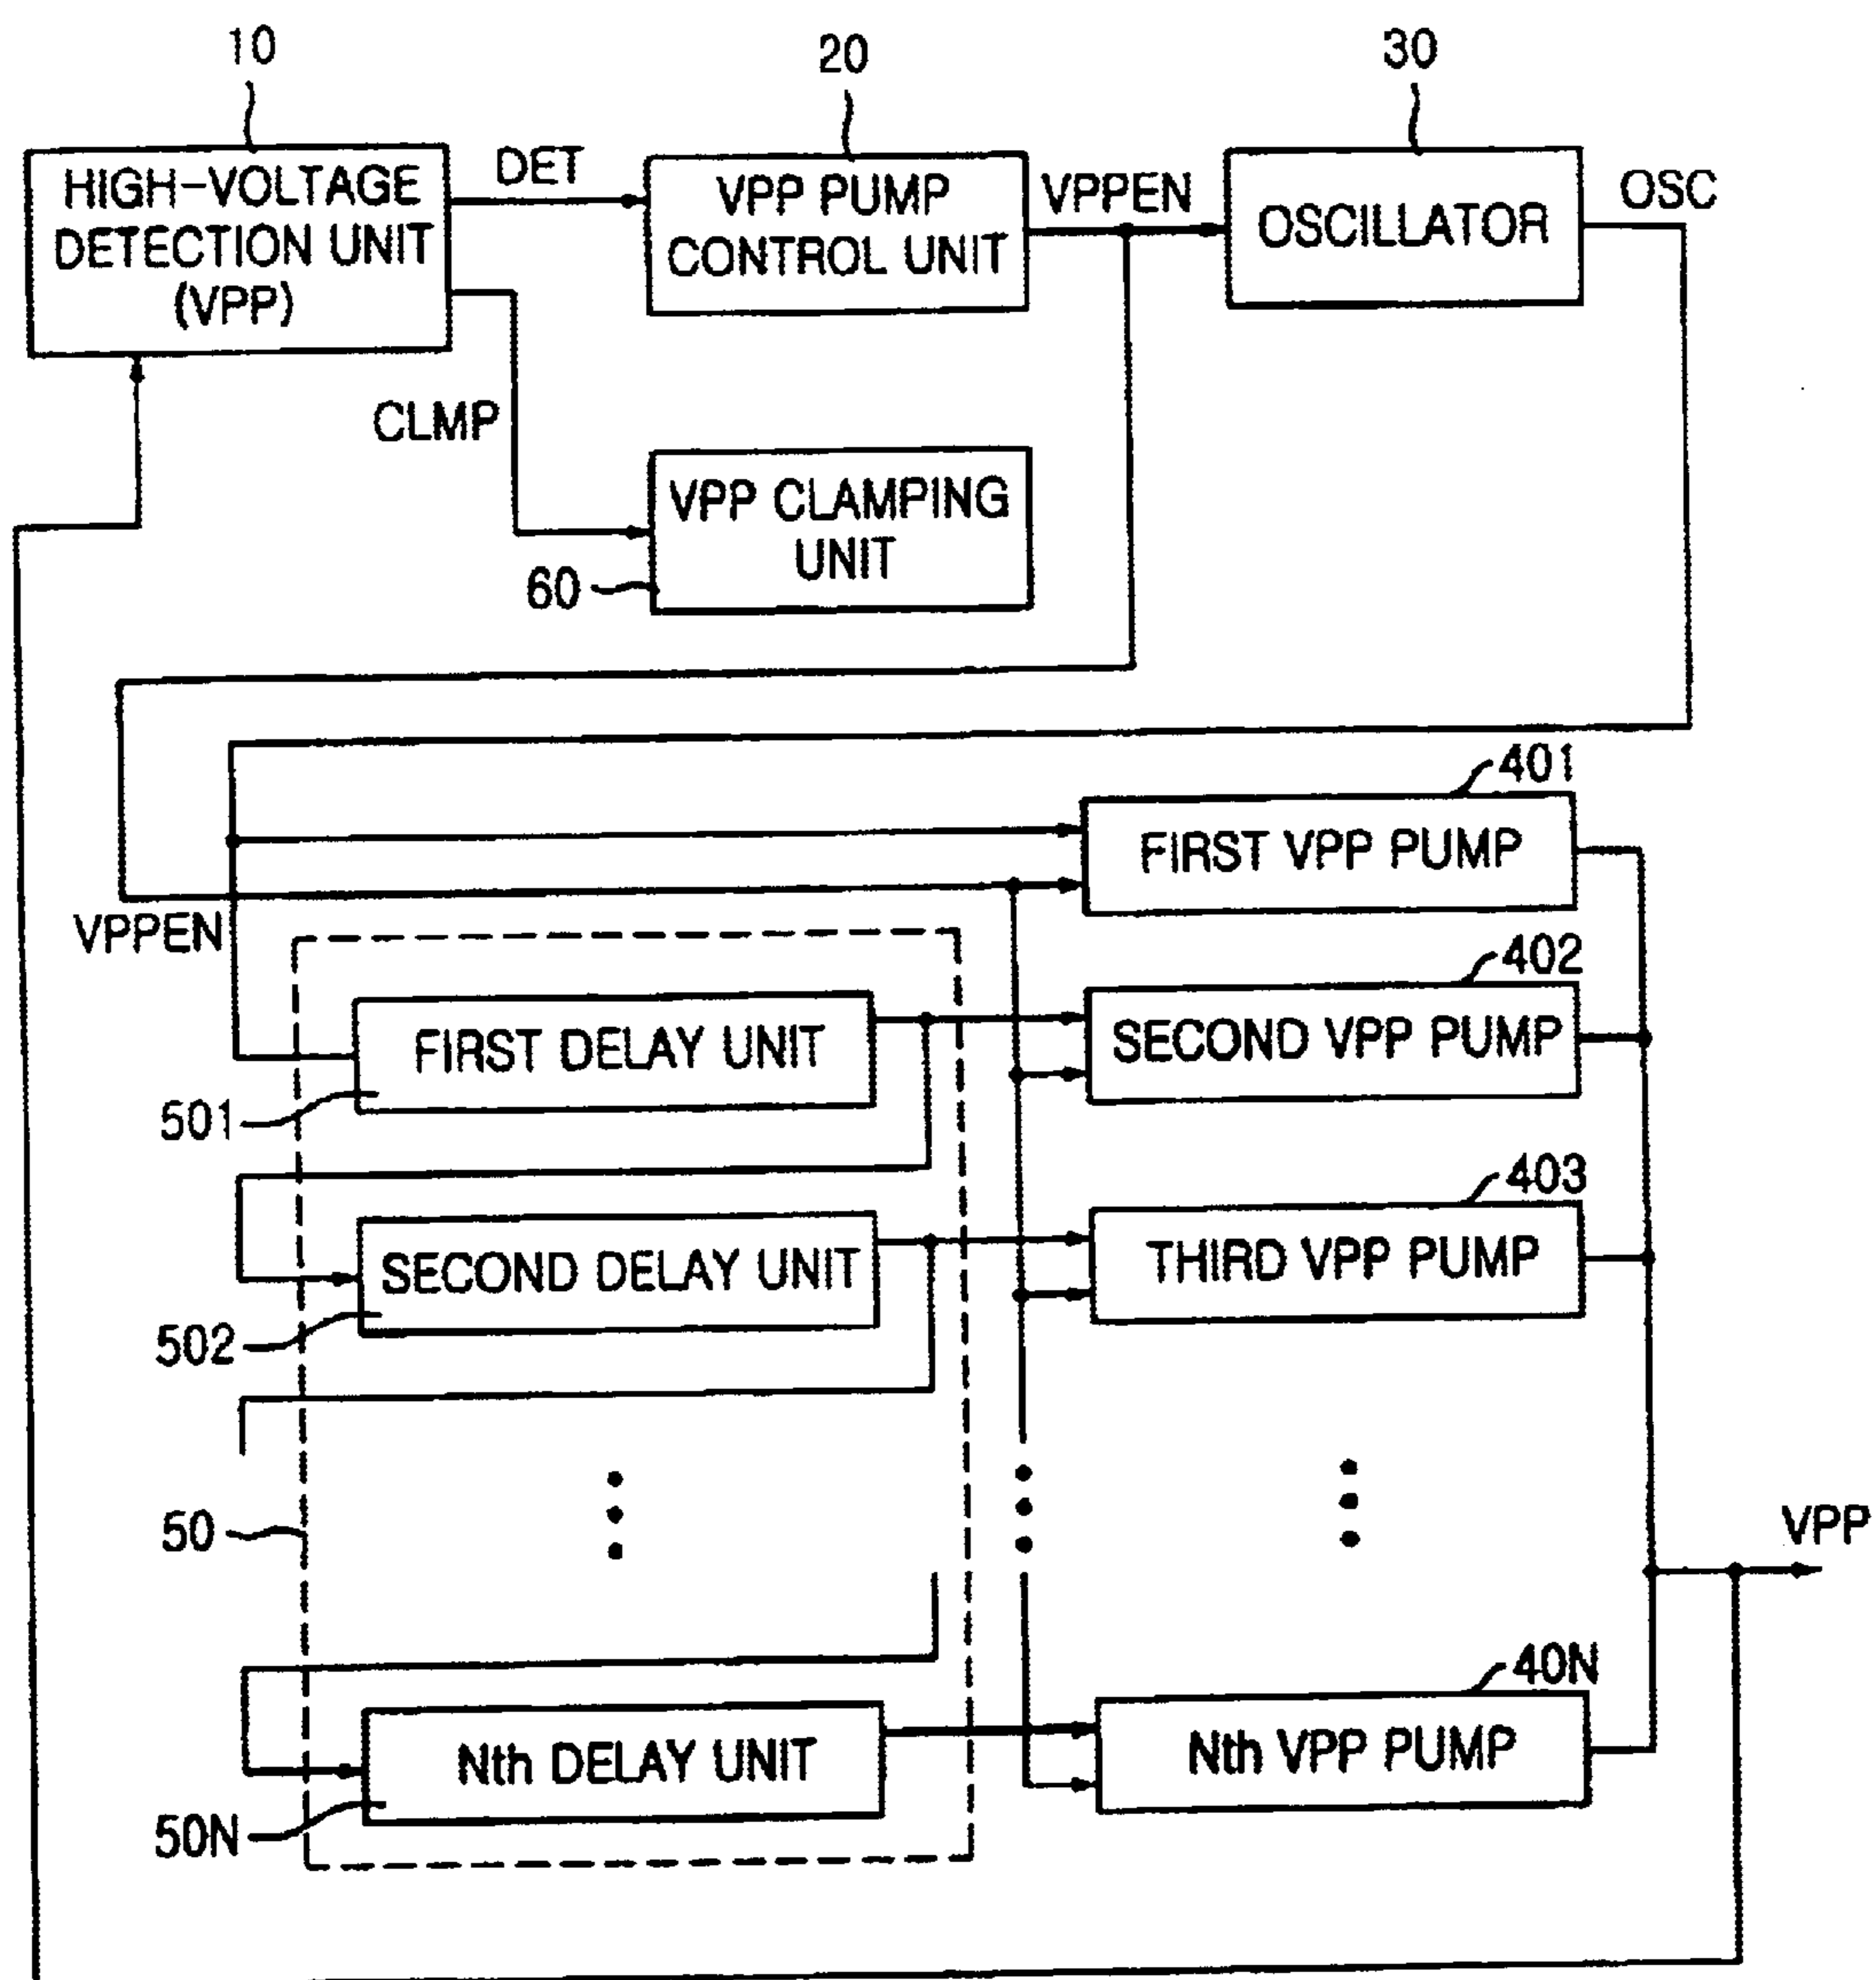 10
20
30
HIGH-VOLTAGE
DETECTION UNIT
(VPP)
DET
VPP PUMP
CONTROL UNIT
VPPEN
OSCILLATOR
OSC
CLMP
VPP CLAMPING
UNIT
60
401
FIRST VPP PUMP
VPPEN
402
FIRST DELAY UNIT
SECOND VPP PUMP
501
403
SECOND DELAY UNIT
THIRD VPP PUMP
502
50
VPP
40N
Nth DELAY UNIT
Nth VPP PUMP
50N